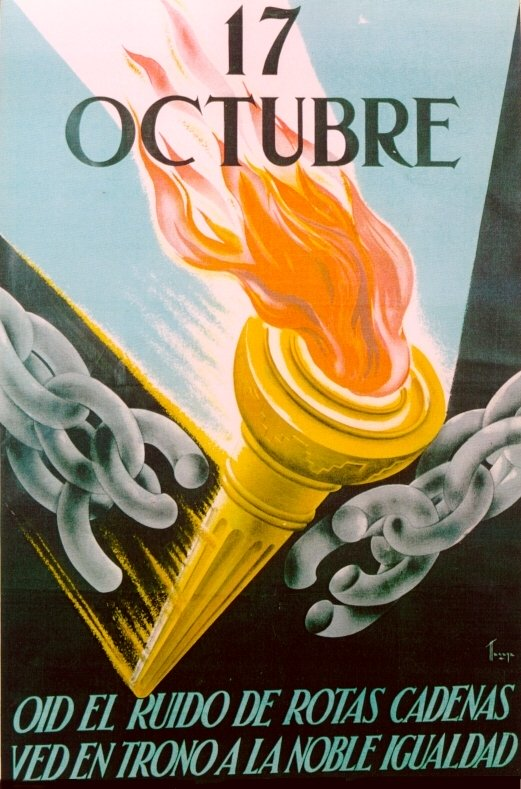 17
OCTUBRE
OID EL RUIDO DE ROTAS CADENAS
VED EN TRONO A LA NOBLE IGUALDAD